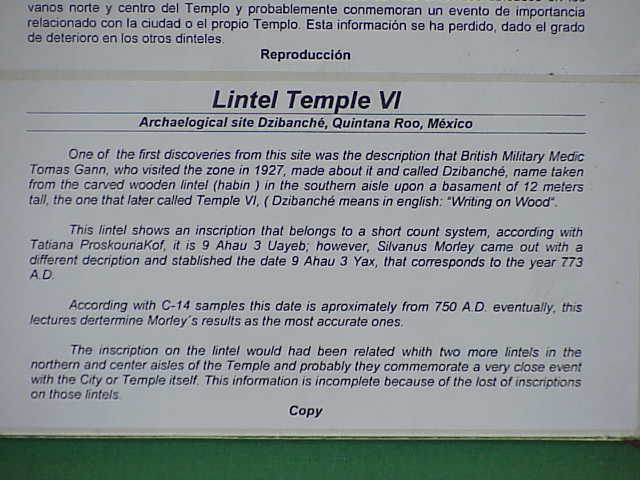 vanos norte y centro del Templo y probablemente conmemoran un evento de importancia
relacionado con la ciudad o el propio Templo. Esta información se ha perdido, dado el grado
de deterioro en los otros dinteles.
Reproducción
Lintel Temple VI
Archaelogical site Dzibanché, Quintana Roo, México
One of the first discoveries from this site was the description that British Military Medic
Tomas Gann, who visited the zone in 1927, made about it and called Dzibanché, name taken
from the carved wooden lintel (habin ) in the southern aisle upon a basament of 12 meters
tall, the one that later called Temple VI, ( Dzibanché means in english: "Writing on Wood".
This lintel shows an inscription that belongs to a short count system, according with
Tatiana ProskouriaKof, it is 9 Ahau 3 Uayeb; however, Silvanus Morley came out with a
different decription and stablished the date 9 Ahau 3 Yax, that corresponds to the year 773
A.D.
According with C-14 samples this date is aproximately from 750 A.D. eventually, this
lectures dertermine Morley´s results as the most accurate ones.
The inscription on the lintel would had been related whith two more lintels in the
northern and center aisles of the Temple and probably they commemorate a very close event
with the City or Temple itself. This information is incomplete because of the lost of inscriptions
on those lintels.
Copy